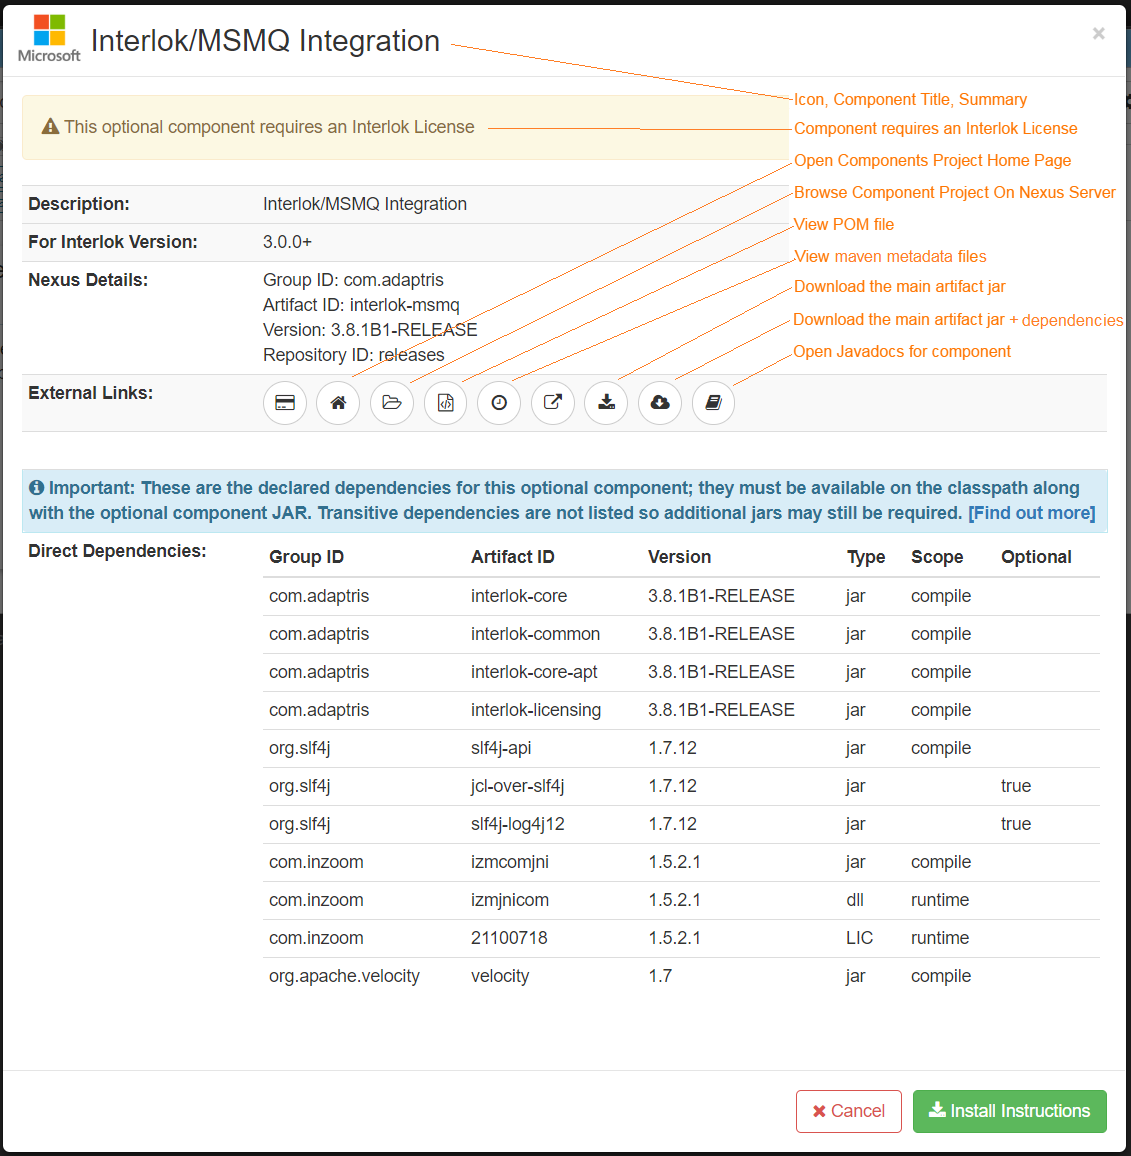 Microsoft
Interlok/MSMQ Integration
×
Icon, Component Title, Summary
This optional component requires an Interlok License
Component requires an Interlok License
Open Components Project Home Page
Browse Component Project On Nexus Server
View POM file
View maven metadata files
Download the main artifact jar
Download the main artifact jar + dependencies
Open Javadocs for component
Description: Interlok/MSMQ Integration
For Interlok Version: 3.0.0+
Nexus Details: Group ID: com.adaptris
Artifact ID: interlok-msmq
Version: 3.8.1B1-RELEASE
Repository ID: releases
External Links:
Important: These are the declared dependencies for this optional component; they must be available on the classpath along
with the optional component JAR. Transitive dependencies are not listed so additional jars may still be required. [Find out more]
Direct Dependencies: Group ID Artifact ID Version Type Scope Optional
com.adaptris interlok-core 3.8.1B1-RELEASE jar compile
com.adaptris interlok-common 3.8.1B1-RELEASE jar compile
com.adaptris interlok-core-apt 3.8.1B1-RELEASE jar compile
com.adaptris interlok-licensing 3.8.1B1-RELEASE jar compile
org.slf4j slf4j-api 1.7.12 jar compile
org.slf4j jcl-over-slf4j 1.7.12 jar true
org.slf4j slf4j-log4j12 1.7.12 jar true
com.inzoom izmcomjni 1.5.2.1 jar compile
com.inzoom izmjnicom 1.5.2.1 dll runtime
com.inzoom 21100718 1.5.2.1 LIC runtime
org.apache.velocity velocity 1.7 jar compile
Cancel
Install Instructions